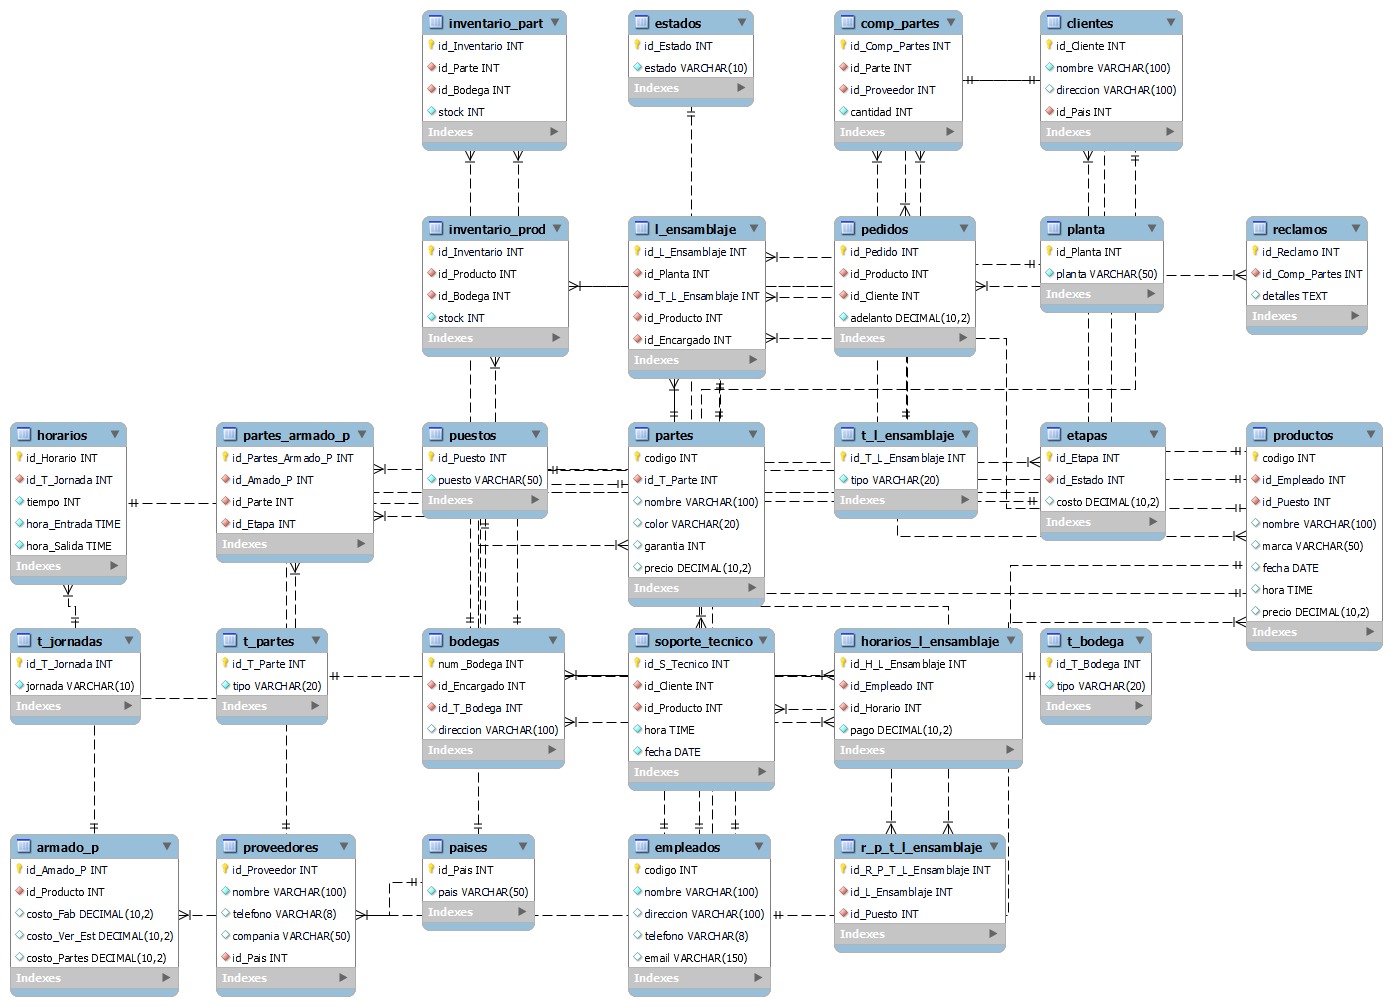 inventario_part
id_Inventario INT
id_Parte INT
id_Bodega INT
stock INT
Indexes
estados
id_Estado INT
estado VARCHAR(10)
Indexes
comp_partes
id_Comp_Partes INT
id_Parte INT
id_Proveedor INT
cantidad INT
Indexes
clientes
id_Cliente INT
nombre VARCHAR(100)
direccion VARCHAR(100)
id_Pais INT
Indexes
inventario_prod
id_Inventario INT
id_Producto INT
id_Bodega INT
stock INT
Indexes
l_ensamblaje
id_L_Ensamblaje INT
id_Planta INT
id_T_L_Ensamblaje INT
id_Producto INT
id_Encargado INT
Indexes
pedidos
id_Pedido INT
id_Producto INT
id_Cliente INT
adelanto DECIMAL(10,2)
Indexes
planta
id_Planta INT
planta VARCHAR(50)
Indexes
reclamos
id_Reclamo INT
id_Comp_Partes INT
detalles TEXT
Indexes
horarios
id_Horario INT
id_T_Jornada INT
tiempo INT
hora_Entrada TIME
hora_Salida TIME
Indexes
partes_armado_p
id_Partes_Armado_P INT
id_Amado_P INT
id_Parte INT
id_Etapa INT
Indexes
puestos
id_Puesto INT
puesto VARCHAR(50)
Indexes
partes
codigo INT
id_T_Parte INT
nombre VARCHAR(100)
color VARCHAR(20)
garantia INT
precio DECIMAL(10,2)
Indexes
t_l_ensamblaje
id_T_L_Ensamblaje INT
tipo VARCHAR(20)
Indexes
etapas
id_Etapa INT
id_Estado INT
costo DECIMAL(10,2)
Indexes
productos
codigo INT
id_Empleado INT
id_Puesto INT
nombre VARCHAR(100)
marca VARCHAR(50)
fecha DATE
hora TIME
precio DECIMAL(10,2)
Indexes
t_jornadas
id_T_Jornada INT
jornada VARCHAR(10)
Indexes
t_partes
id_T_Parte INT
tipo VARCHAR(20)
Indexes
bodegas
num_Bodega INT
id_Encargado INT
id_T_Bodega INT
direccion VARCHAR(100)
Indexes
soporte_tecnico
id_S_Tecnico INT
id_Cliente INT
id_Producto INT
hora TIME
fecha DATE
Indexes
horarios_l_ensamblaje
id_H_L_Ensamblaje INT
id_Empleado INT
id_Horario INT
pago DECIMAL(10,2)
Indexes
t_bodega
id_T_Bodega INT
tipo VARCHAR(20)
Indexes
armado_p
id_Amado_P INT
id_Producto INT
costo_Fab DECIMAL(10,2)
costo_Ver_Est DECIMAL(10,2)
costo_Partes DECIMAL(10,2)
Indexes
proveedores
id_Proveedor INT
nombre VARCHAR(100)
telefono VARCHAR(8)
compania VARCHAR(50)
id_Pais INT
Indexes
paises
id_Pais INT
pais VARCHAR(50)
Indexes
empleados
codigo INT
nombre VARCHAR(100)
direccion VARCHAR(100)
telefono VARCHAR(8)
email VARCHAR(150)
Indexes
r_p_t_l_ensamblaje
id_R_P_T_L_Ensamblaje INT
id_L_Ensamblaje INT
id_Puesto INT
Indexes